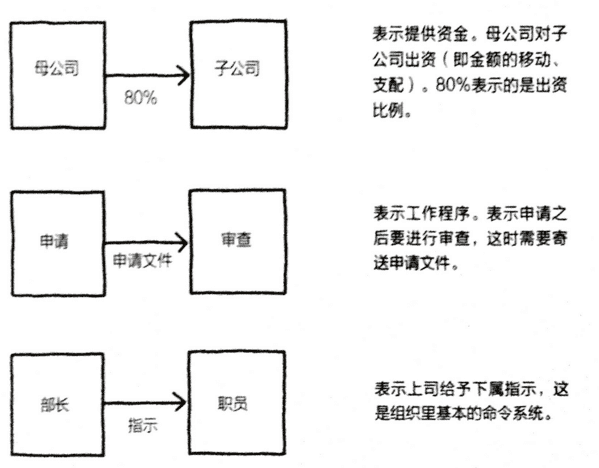 母公司
子公司
80%
表示提供资金。母公司对子
公司出资（即金额的移动、
支配）。80%表示的是出资
比例。
申请
审查
申请文件
表示工作程序。表示申请之
后要进行审查，这时需要寄
送申请文件。
部长
职员
指示
表示上司给予下属指示，这
是组织里基本的命令系统。